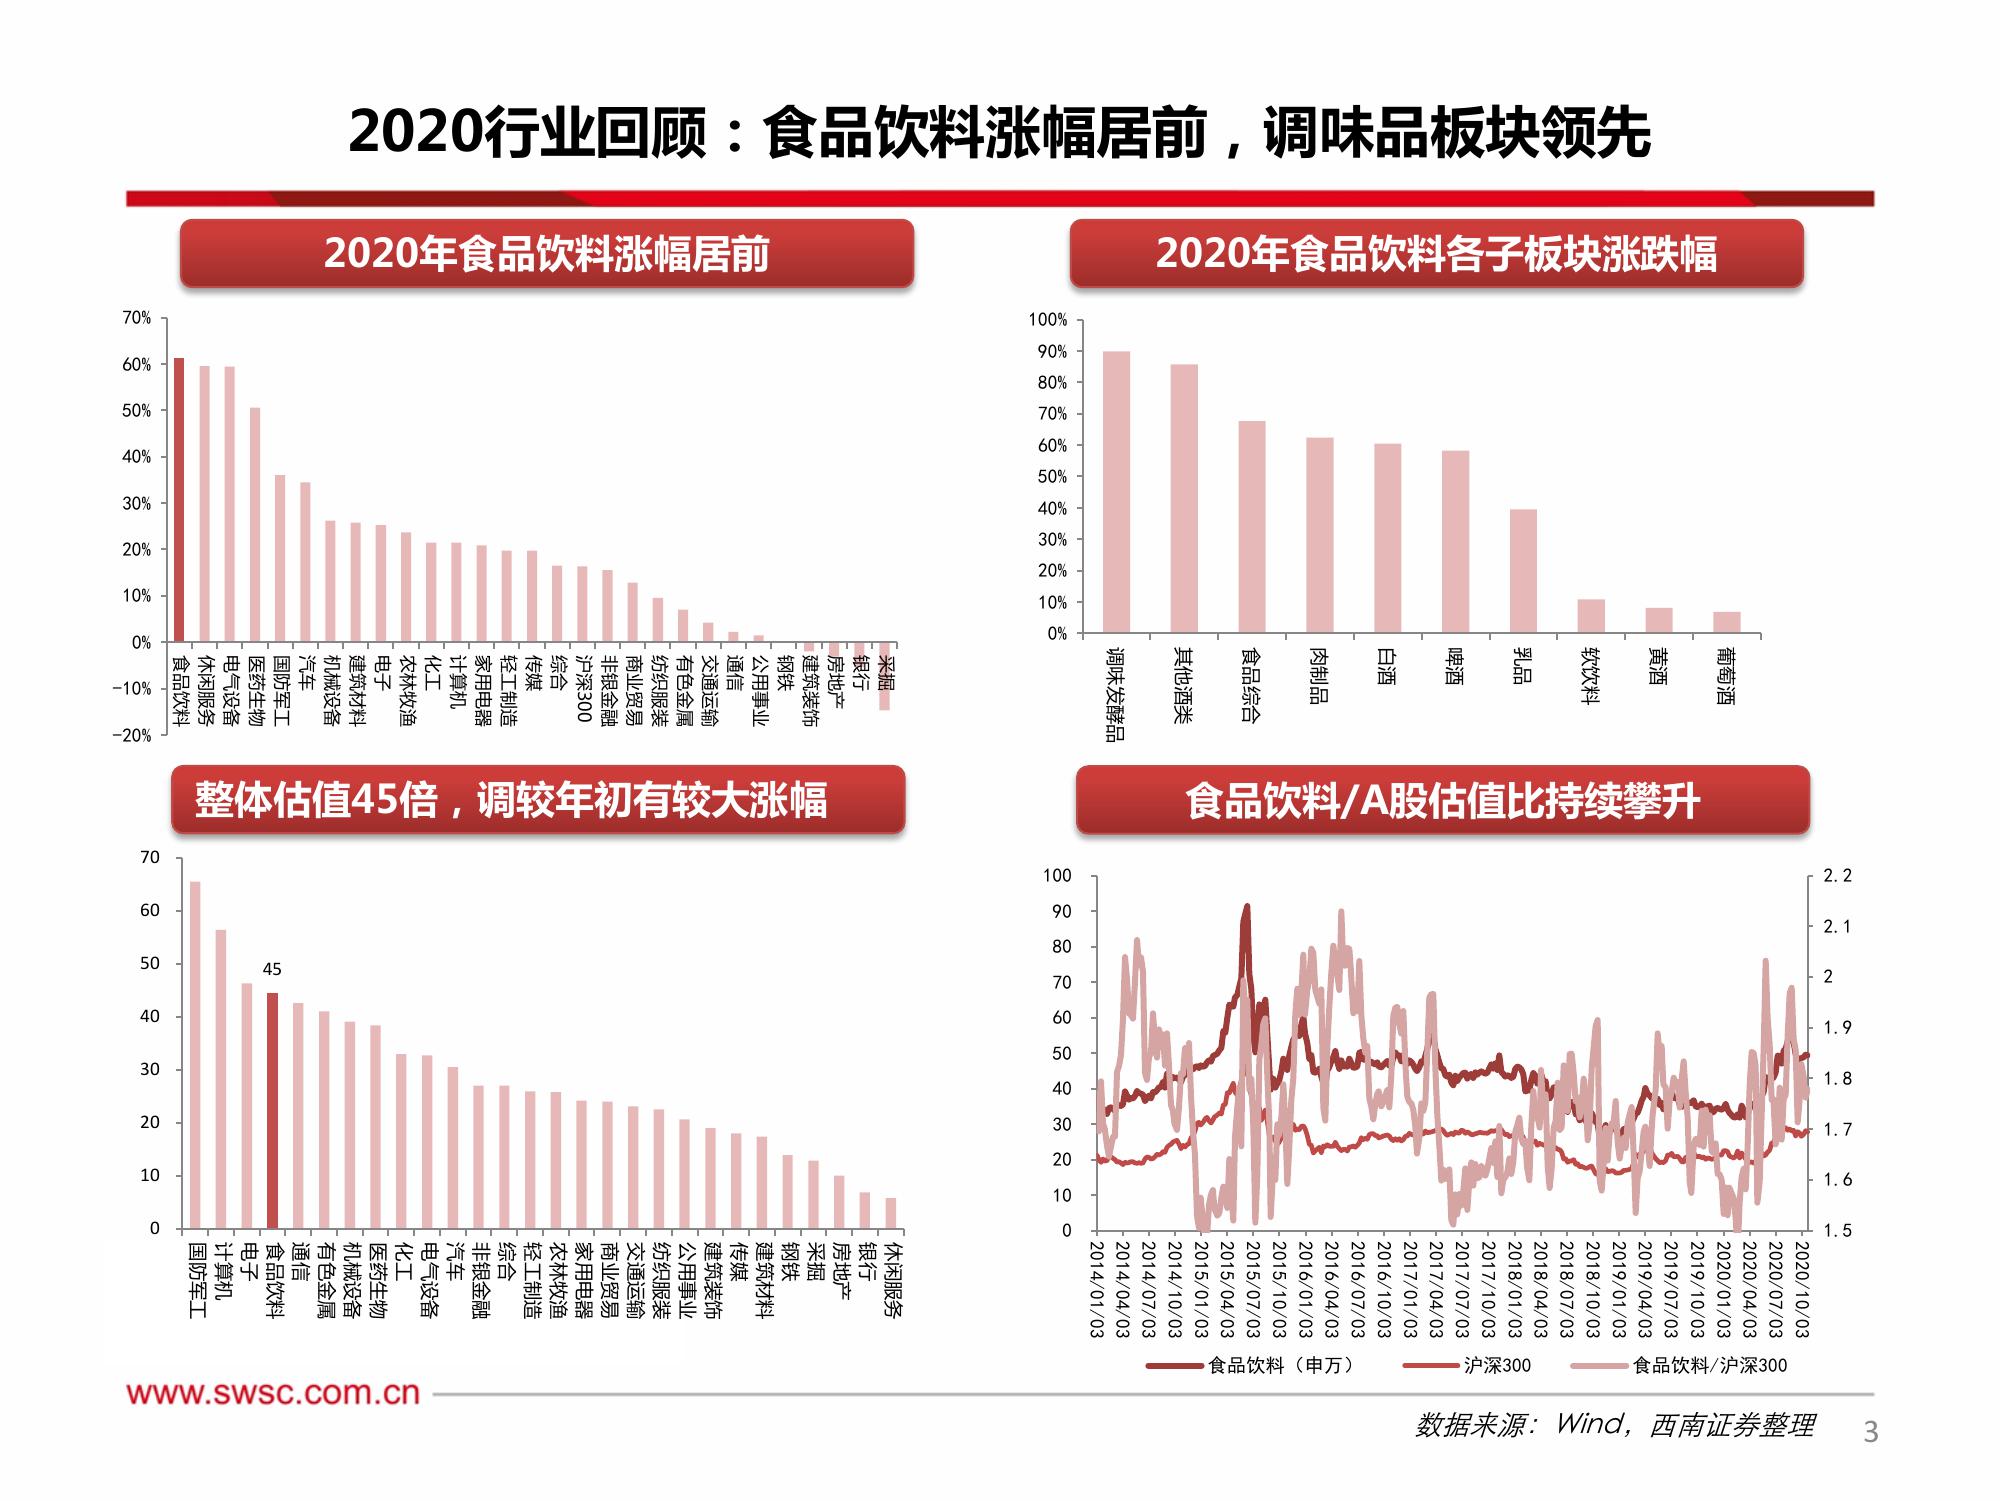 2020行业回顾：食品饮料涨幅居前，调味品板块领先
2020年食品饮料涨幅居前
70%
60%
50%
40%
30%
20%
10%
0%
-10%
-20%
食品饮料
休闲服务
电气设备
医药生物
国防军工
汽车
机械设备
建筑材料
电子
农林牧渔
化工
计算机
家用电器
轻工制造
传媒
综合
沪深300
非银金融
商业贸易
纺织服装
有色金属
交通运输
通信
公用事业
钢铁
建筑装饰
房地产
银行
采掘
2020年食品饮料各子板块涨跌幅
100%
90%
80%
70%
60%
50%
40%
30%
20%
10%
0%
调味发酵品
其他酒类
食品综合
肉制品
白酒
啤酒
乳品
软饮料
黄酒
葡萄酒
整体估值45倍，调较年初有较大涨幅
70
60
50
40
30
20
10
0
45
国防军工
计算机
电子
食品饮料
通信
有色金属
机械设备
医药生物
化工
电气设备
汽车
非银金融
综合
轻工制造
农林牧渔
家用电器
商业贸易
交通运输
纺织服装
公用事业
建筑装饰
传媒
建筑材料
钢铁
采掘
房地产
银行
休闲服务
食品饮料/A股估值比持续攀升
100
90
80
70
60
50
40
30
20
10
0
2.2
2.1
2
1.9
1.8
1.7
1.6
1.5
2014/01/03
2014/04/03
2014/07/03
2014/10/03
2015/01/03
2015/04/03
2015/07/03
2015/10/03
2016/01/03
2016/04/03
2016/07/03
2016/10/03
2017/01/03
2017/04/03
2017/07/03
2017/10/03
2018/01/03
2018/04/03
2018/07/03
2018/10/03
2019/01/03
2019/04/03
2019/07/03
2019/10/03
2020/01/03
2020/04/03
2020/07/03
2020/10/03
食品饮料（申万）
沪深300
食品饮料/沪深300
www.swsc.com.cn
数据来源：Wind，西南证券整理
3